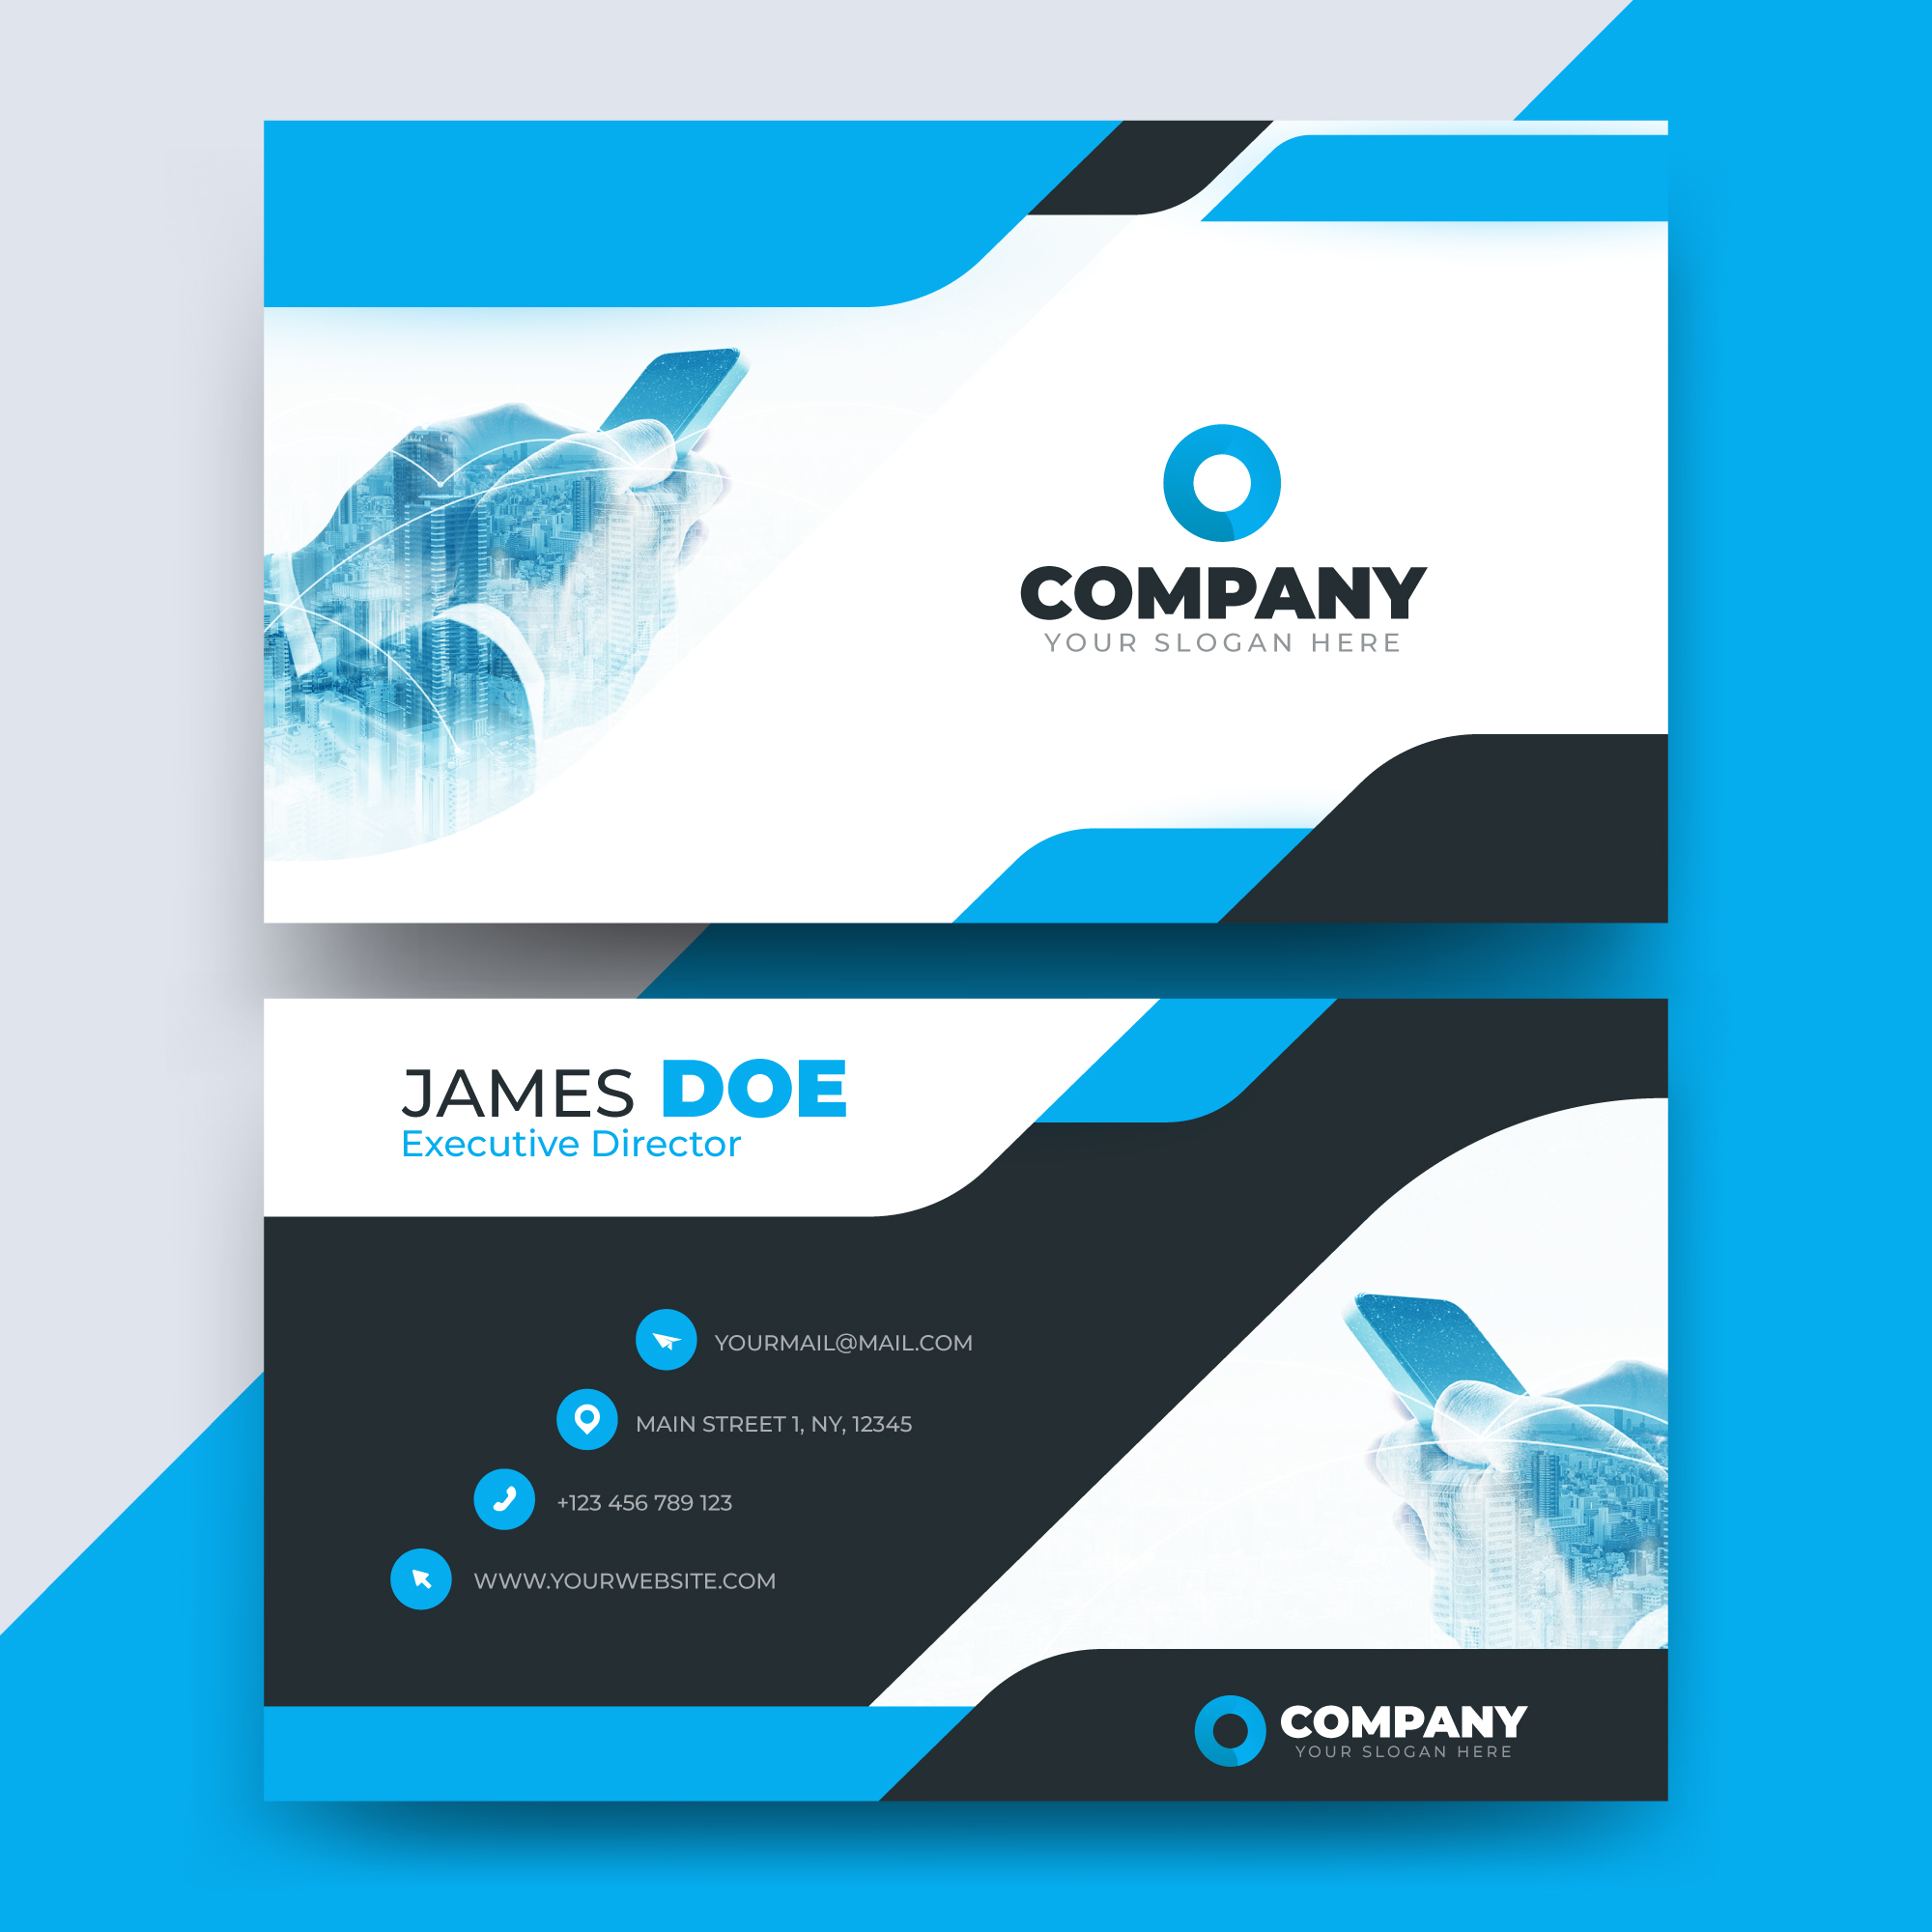 COMPANY
YOUR SLOGAN HERE
JAMES DOE
Executive Director
YOURMAIL@MAIL.COM
MAIN STREET 1, NY, 12345
+123 456 789 123
WWW.YOURWEBSITE.COM
COMPANY
YOUR SLOGAN HERE